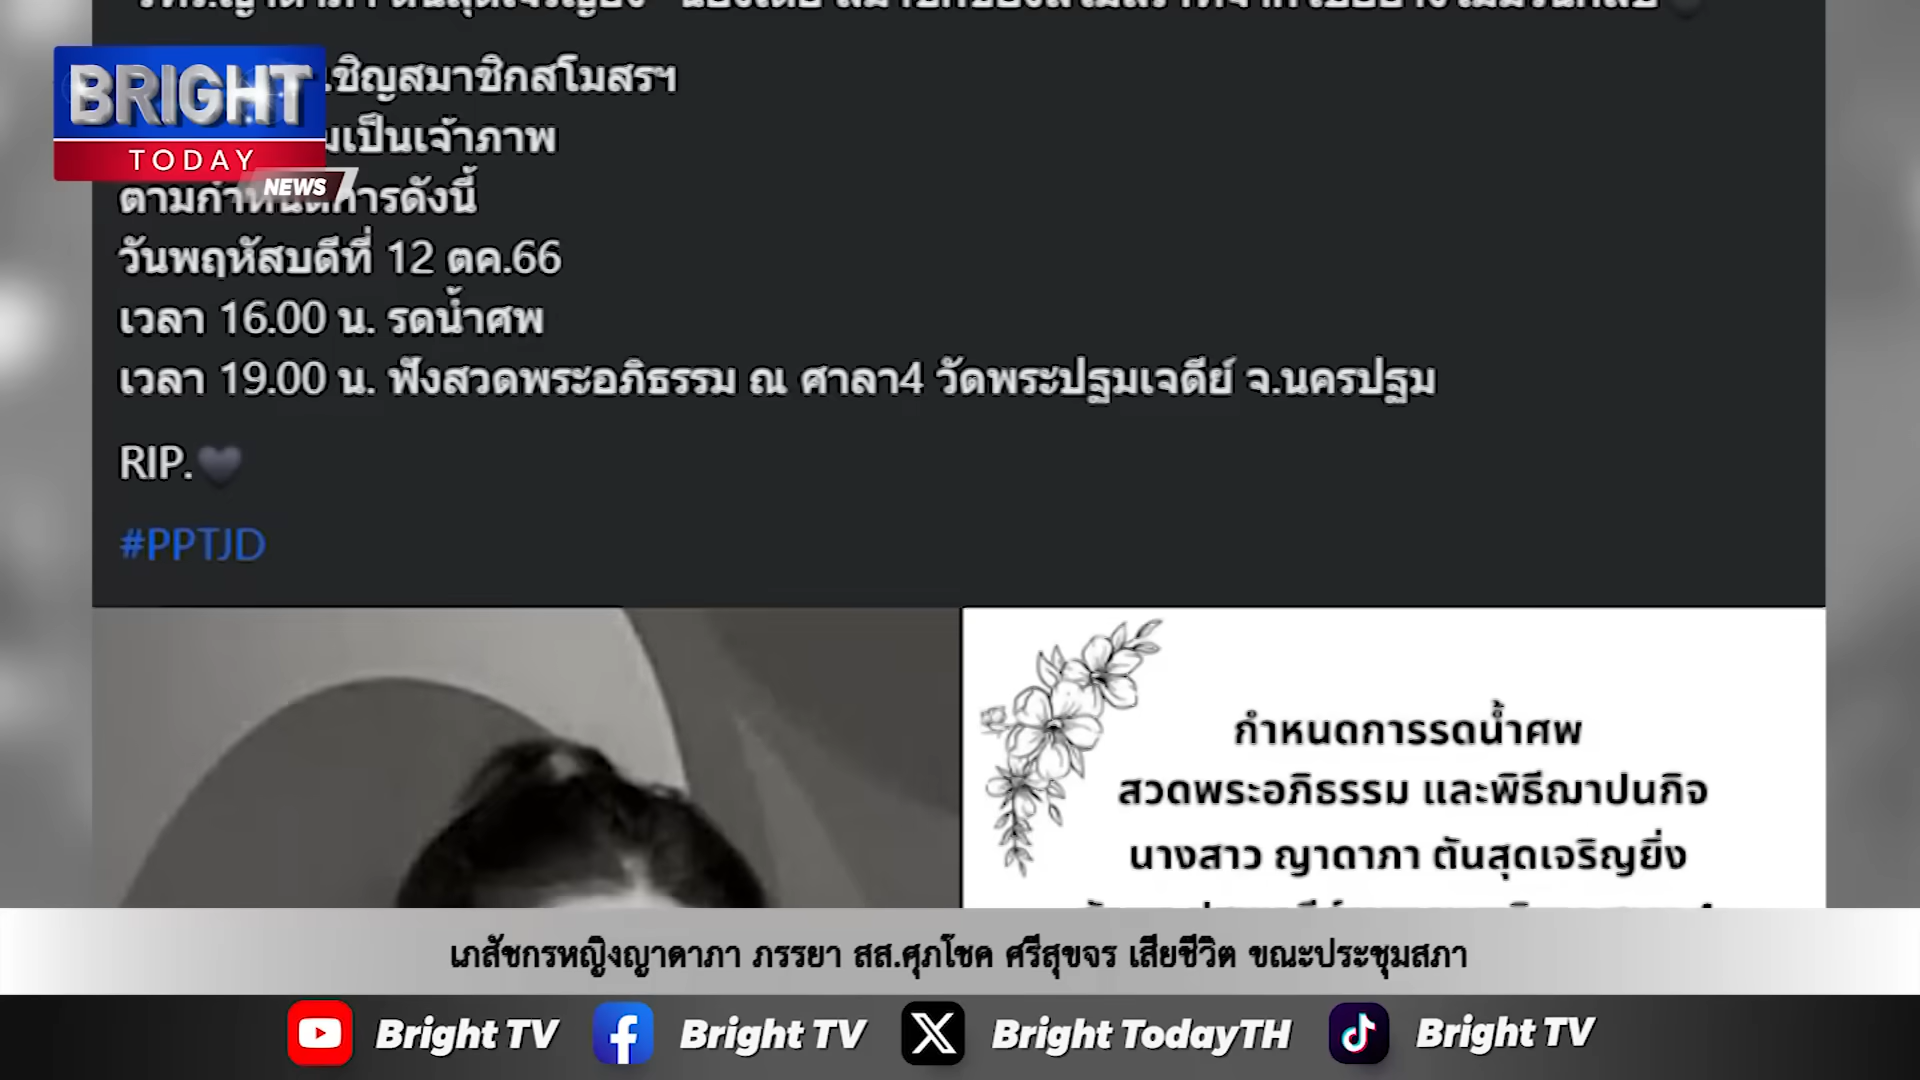 BRIGHT
TODAY
NEWS
เชิญสมาชิกสโมสรฯ
เป็นเจ้าภาพ
ตามกำหนดการดังนี้
วันพฤหัสบดีที่ 12 ตค.66
เวลา 16.00 น. รดน้ำศพ
เวลา 19.00 น. ฟังสวดพระอภิธรรม ณ ศาลา4 วัดพระปฐมเจดีย์ จ.นครปฐม
RIP.🖤
#PPTJD
กำหนดการรดน้ำศพ
สวดพระอภิธรรม และพิธีฌาปนกิจ
นางสาว ญาดาภา ตันสุดเจริญยิ่ง
เภสัชกรหญิงญาดาภา ภรรยา สส.ศุภโชค ศรีสุขจร เสียชีวิต ขณะประชุมสภา
Bright TV Bright TV Bright TodayTH Bright TV